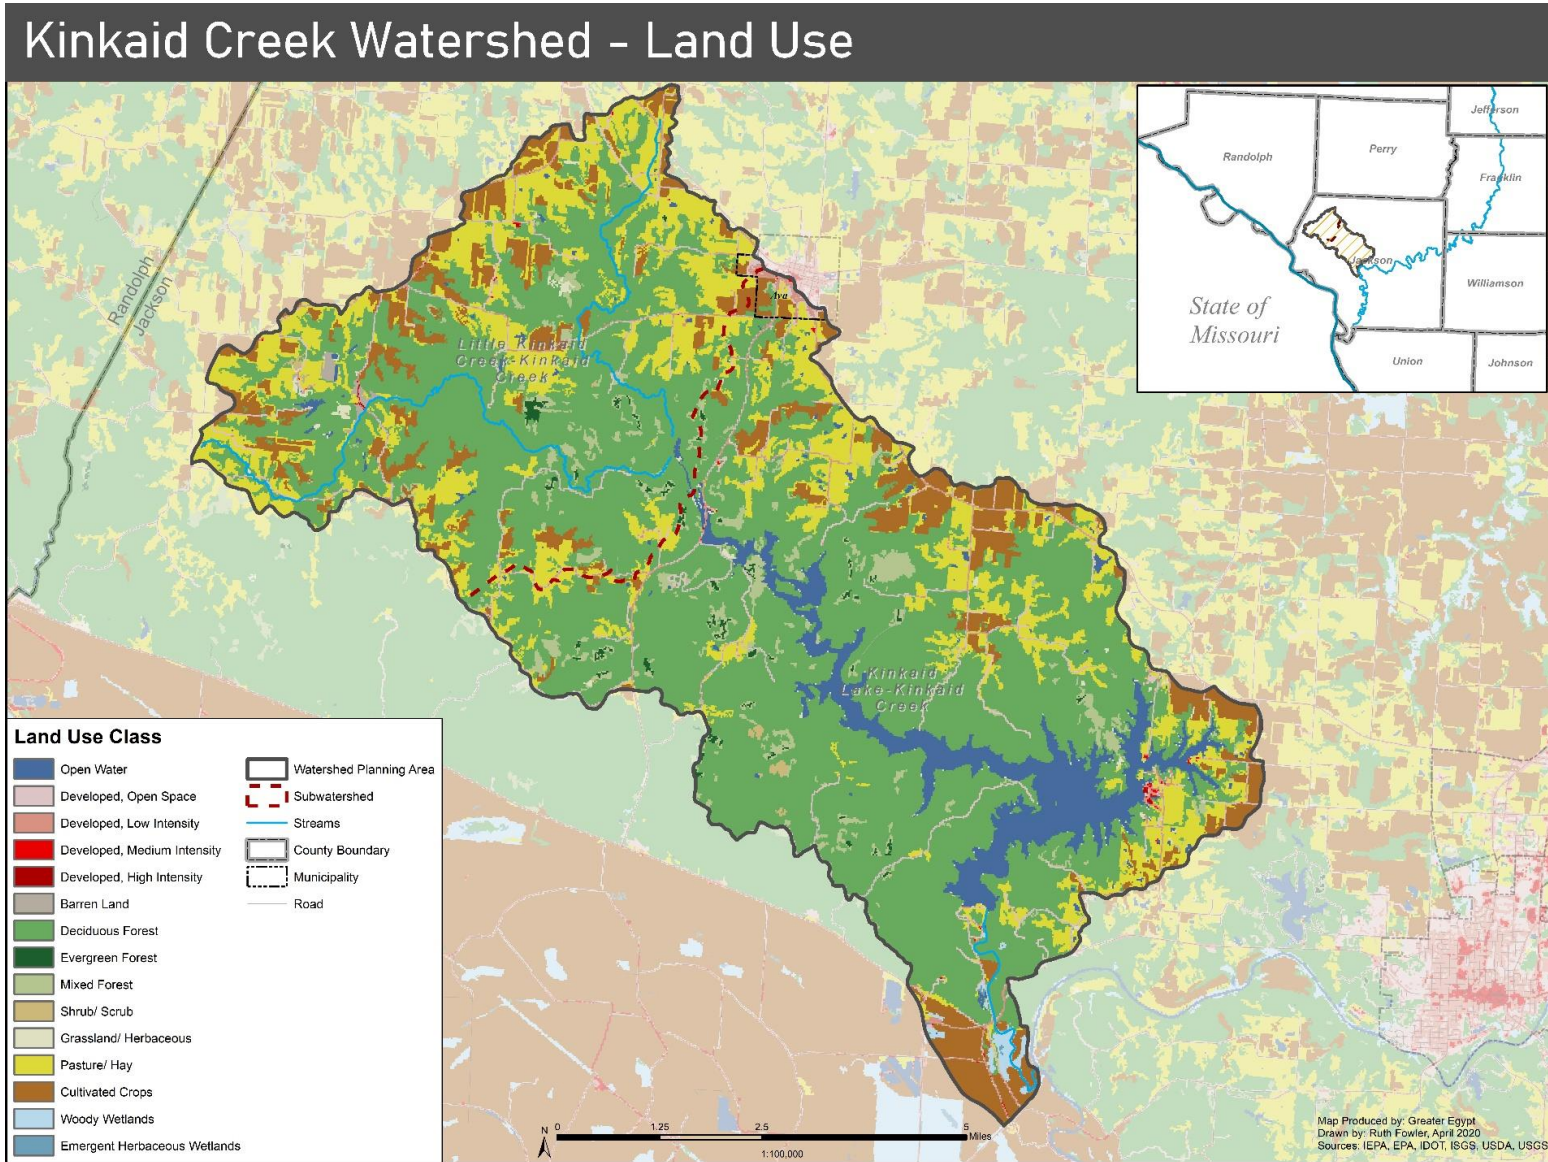 Kinkaid Creek Watershed - Land Use
Jefferson
Randolph
Perry
Franklin
Jackson
Williamson
State of
Missouri
Union
Johnson
Randolph
Jackson
Ava
Little Kinkaid
Creek-Kinkaid
Creek
Kinkaid
Lake-Kinkaid
Creek
Land Use Class
Open Water
Developed, Open Space
Developed, Low Intensity
Developed, Medium Intensity
Developed, High Intensity
Barren Land
Deciduous Forest
Evergreen Forest
Mixed Forest
Shrub/ Scrub
Grassland/ Herbaceous
Pasture/ Hay
Cultivated Crops
Woody Wetlands
Emergent Herbaceous Wetlands
Watershed Planning Area
Subwatershed
Streams
County Boundary
Municipality
Road
N
0 1.25 2.5 5
Miles
1:100,000
Map Produced by: Greater Egypt
Drawn by: Ruth Fowler, April 2020
Sources: IEPA, EPA, IDOT, ISGS, USDA, USGS